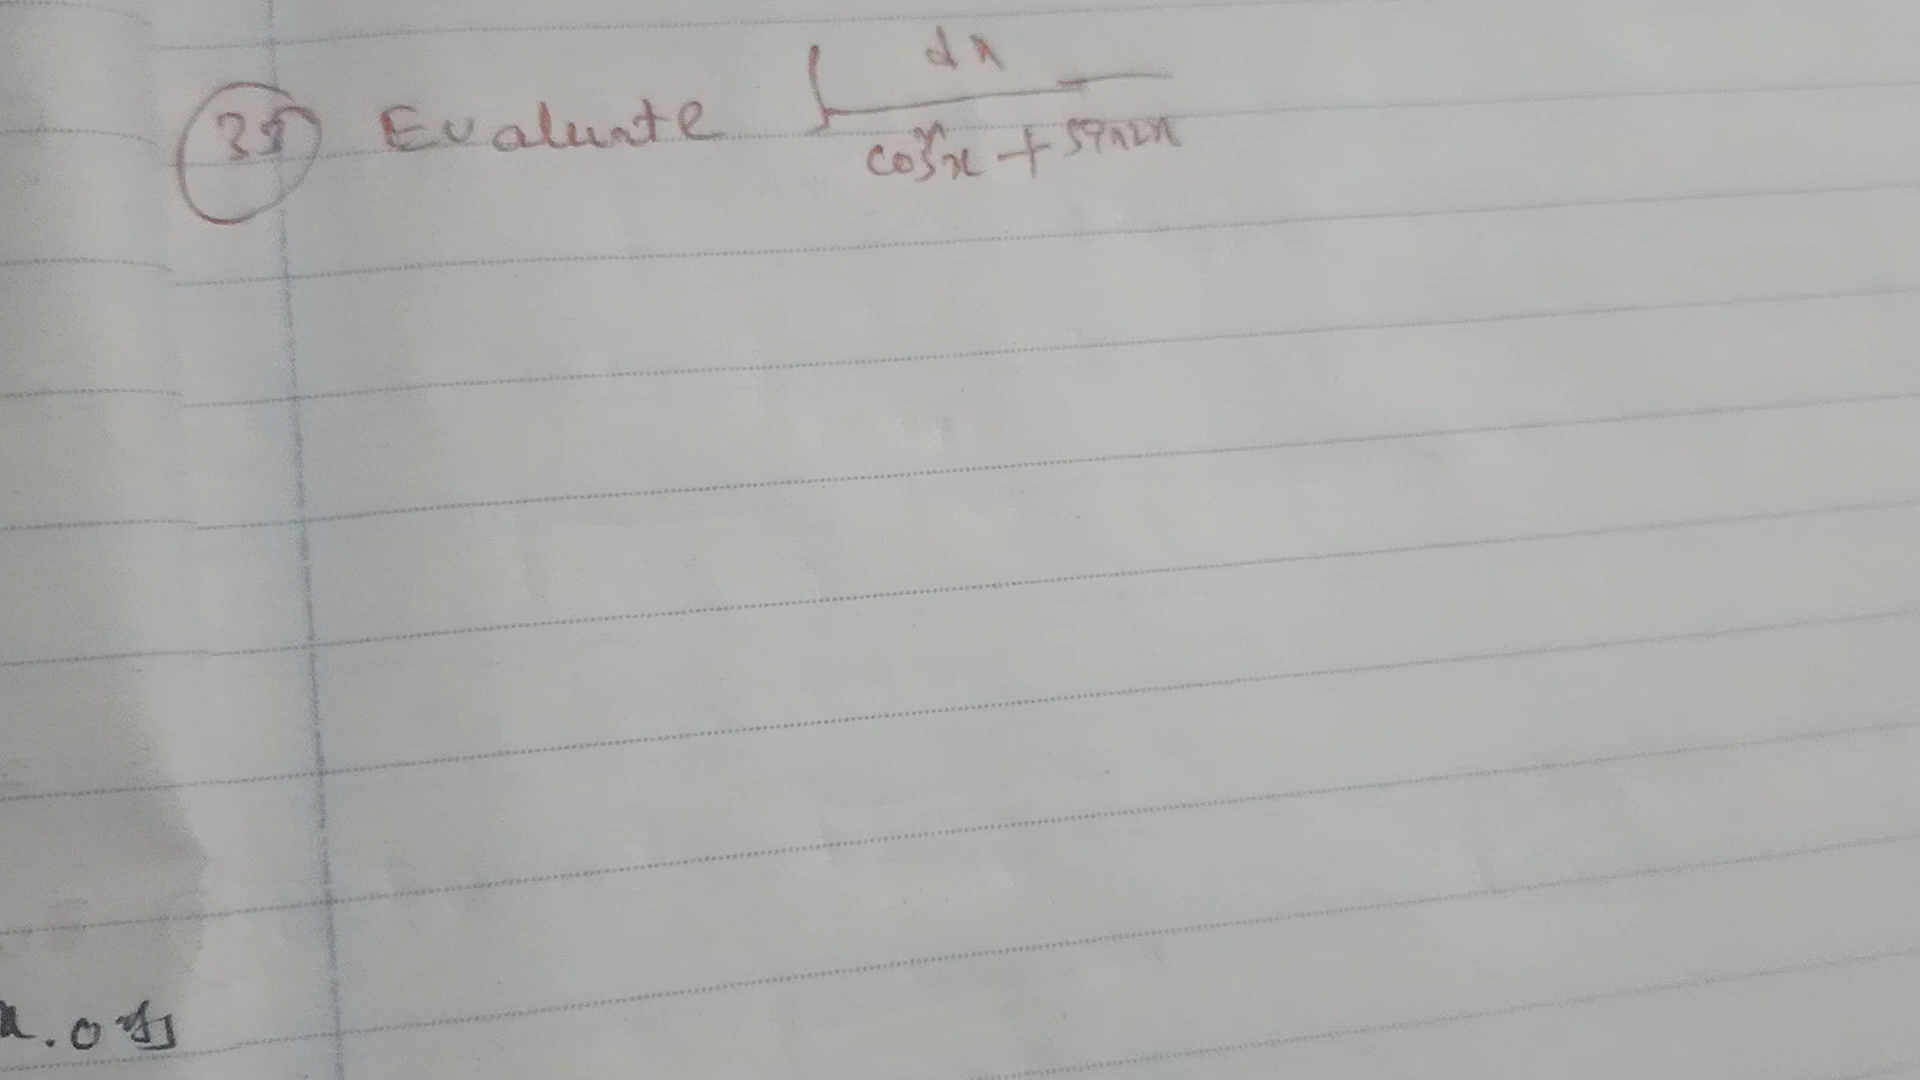 35 Evaluate ∫ dx / cos²x + sin2x
x.